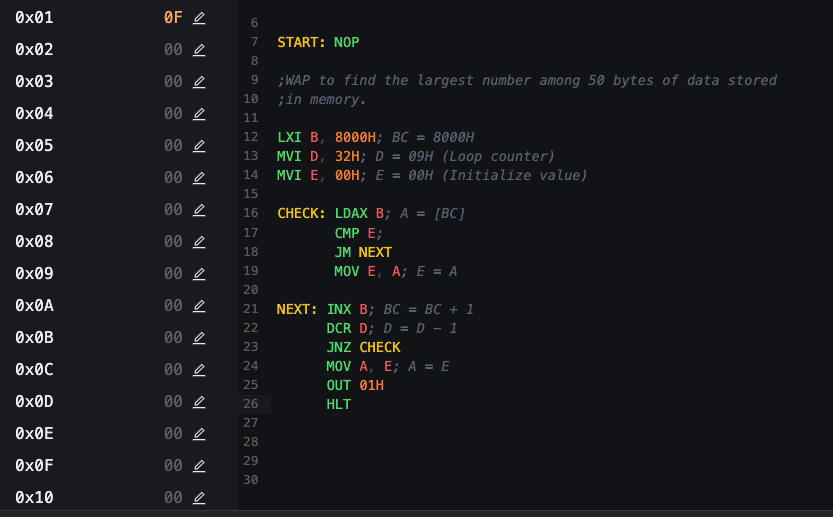 0x01 0F
0x02 00
0x03 00
0x04 00
0x05 00
0x06 00
0x07 00
0x08 00
0x09 00
0x0A 00
0x0B 00
0x0C 00
0x0D 00
0x0E 00
0x0F 00
0x10 00
6
7 START: NOP
8
9 ;WAP to find the largest number among 50 bytes of data stored
10 ;in memory.
11
12 LXI B, 8000H; BC = 8000H
13 MVI D, 32H; D = 09H (Loop counter)
14 MVI E, 00H; E = 00H (Initialize value)
15
16 CHECK: LDAX B; A = [BC]
17 CMP E;
18 JM NEXT
19 MOV E, A; E = A
20
21 NEXT: INX B; BC = BC + 1
22 DCR D; D = D - 1
23 JNZ CHECK
24 MOV A, E; A = E
25 OUT 01H
26 HLT
27
28
29
30